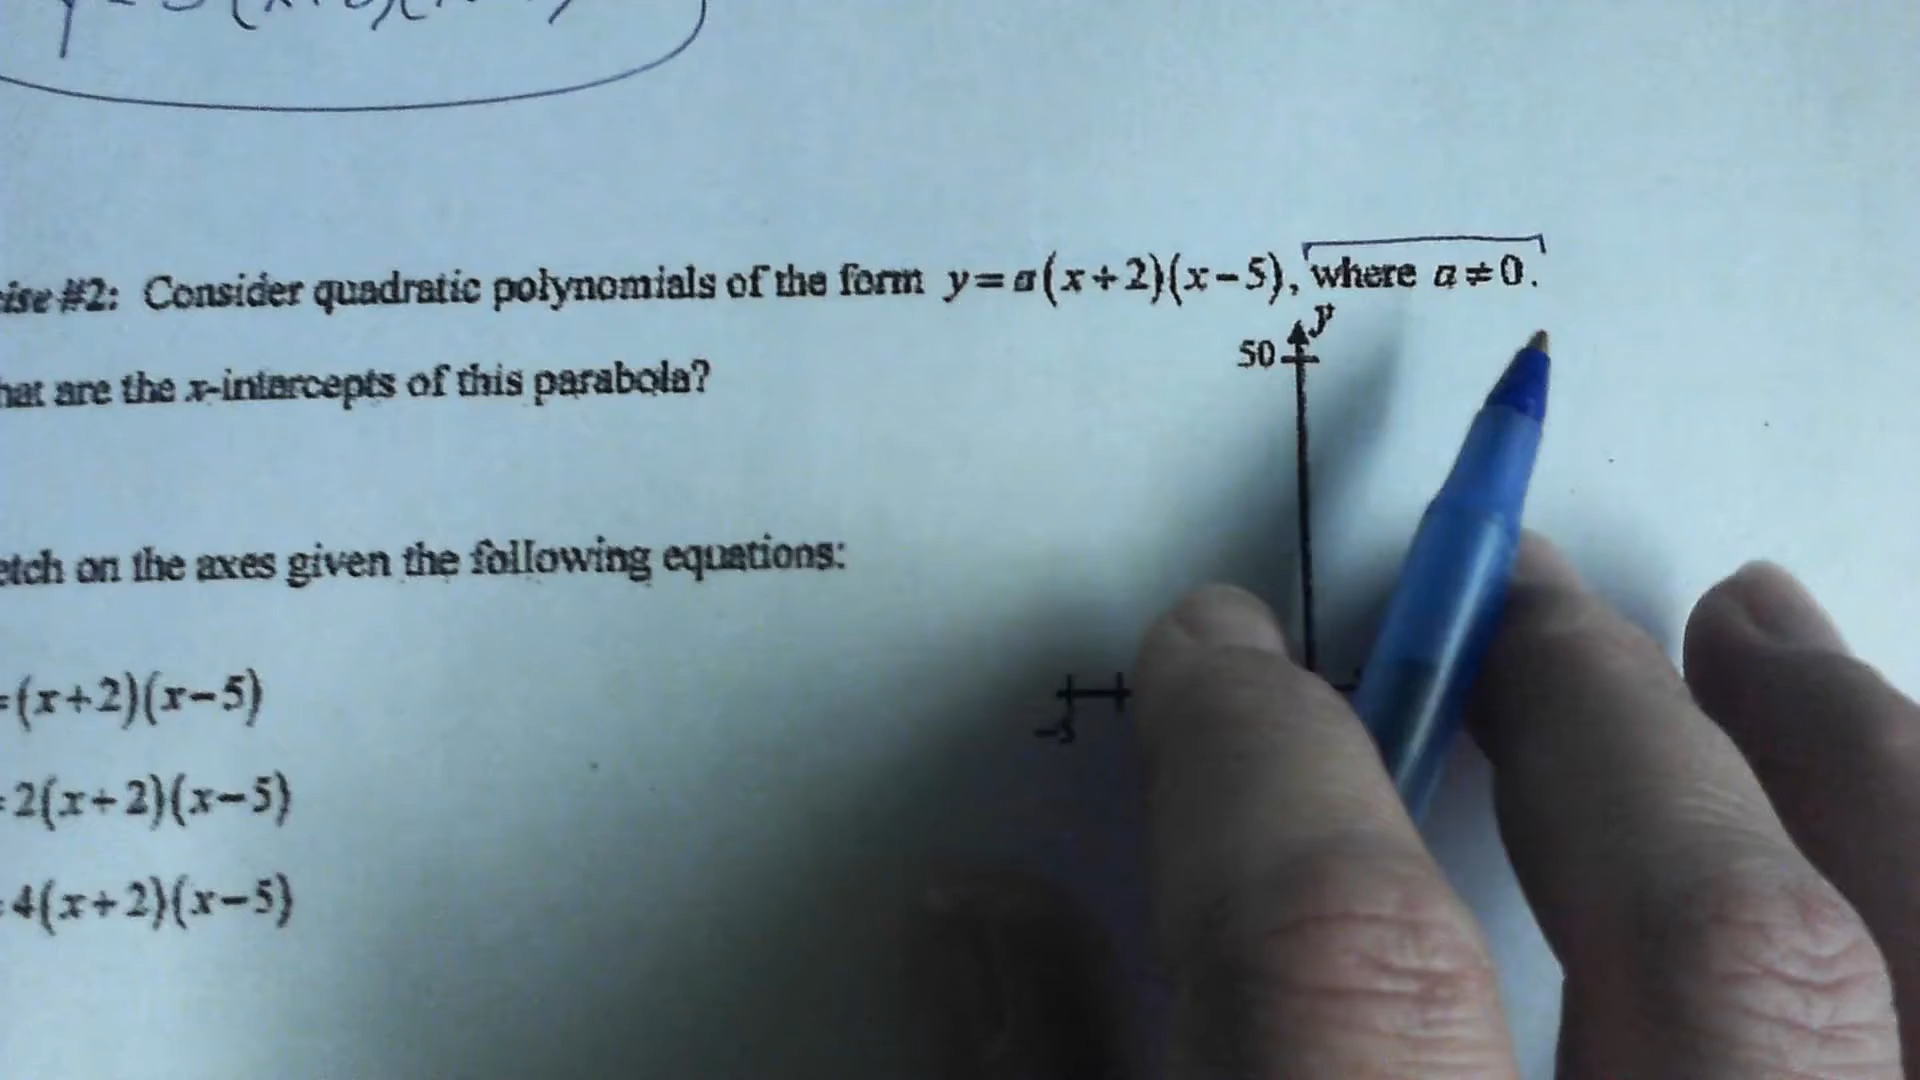 ise #2: Consider quadratic polynomials of the form y=a(x+2)(x-5), where a≠0.
hat are the x-intercepts of this parabola?
y
50
etch on the axes given the following equations:
=(x+2)(x-5)
-5
=2(x+2)(x-5)
=4(x+2)(x-5)